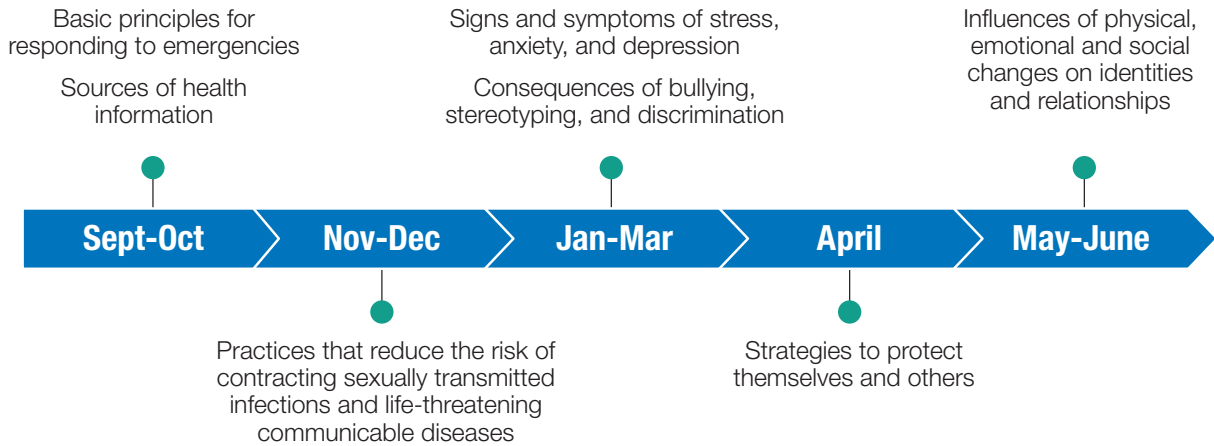 Basic principles for
responding to emergencies
Sources of health
information
Signs and symptoms of stress,
anxiety, and depression
Consequences of bullying,
stereotyping, and discrimination
Influences of physical,
emotional and social
changes on identities
and relationships
Sept-Oct
Nov-Dec
Jan-Mar
April
May-June
Practices that reduce the risk of
contracting sexually transmitted
infections and life-threatening
communicable diseases
Strategies to protect
themselves and others